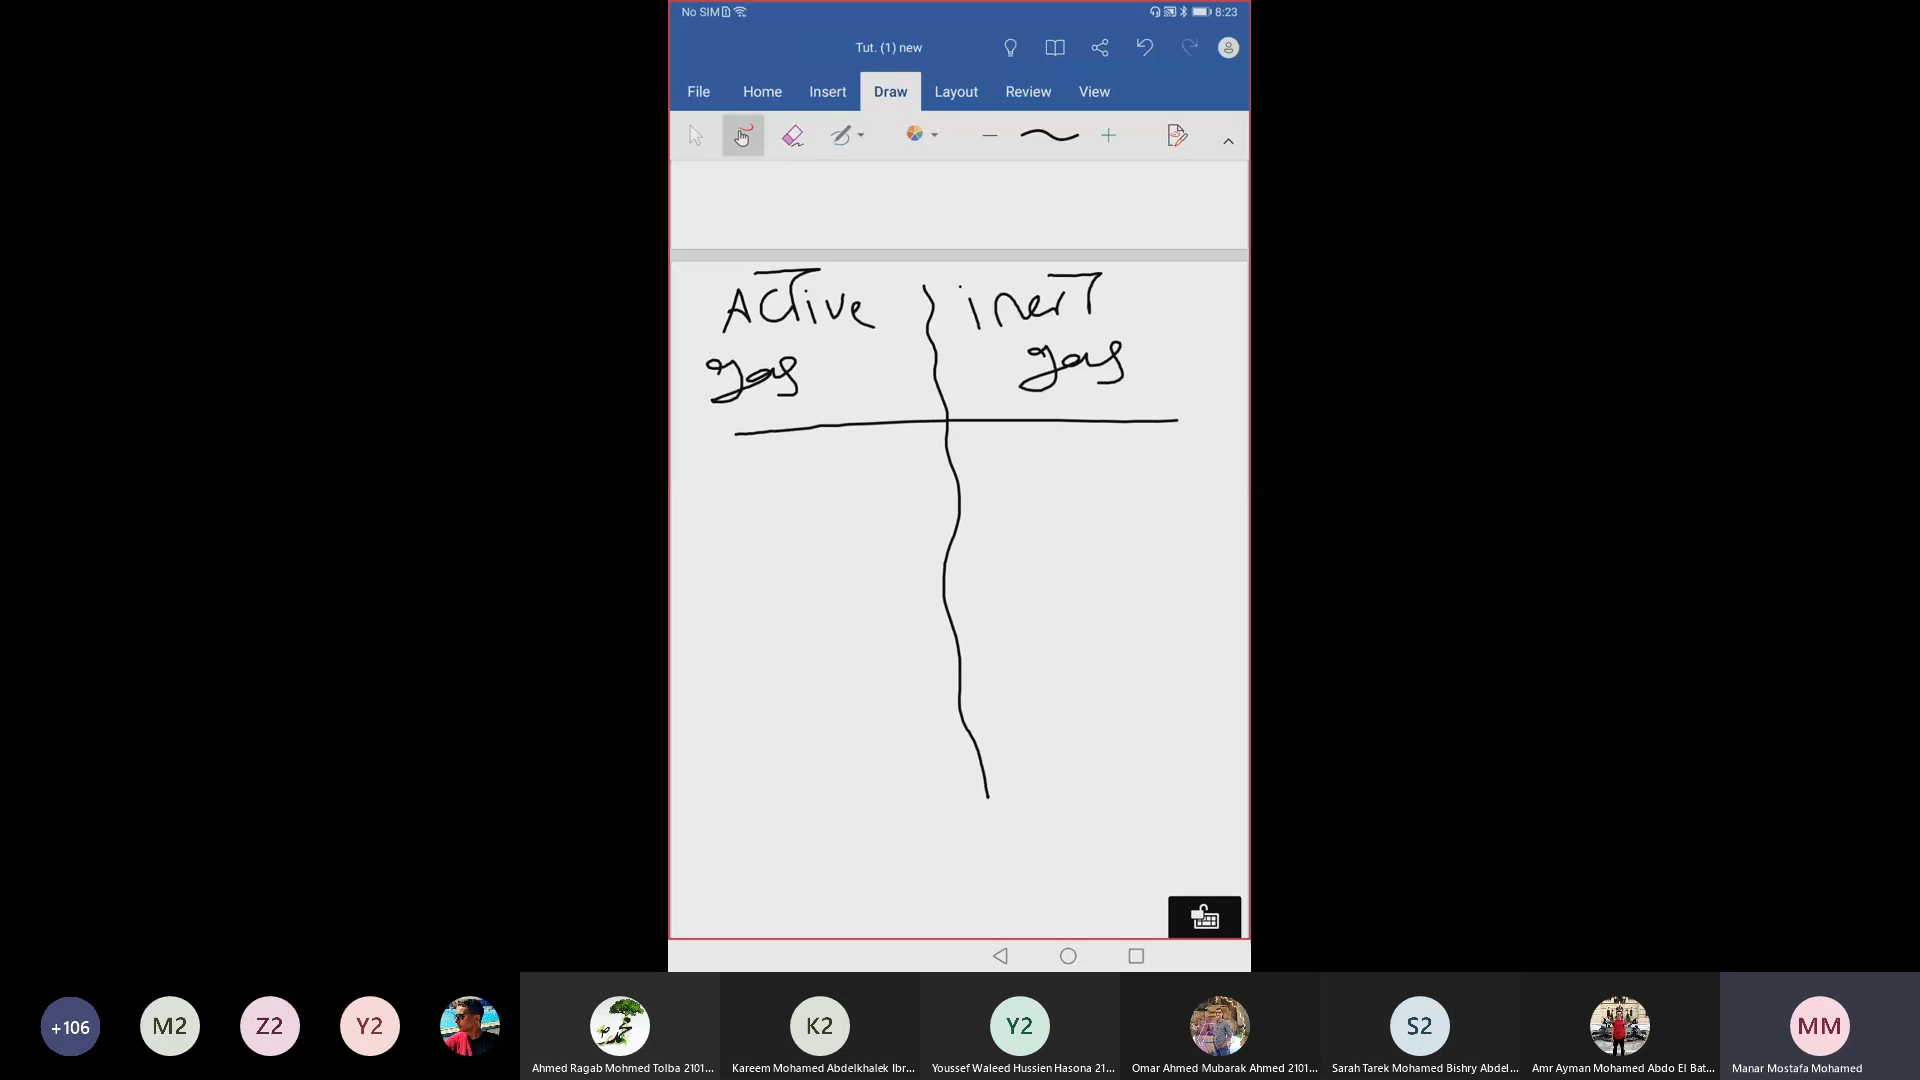 No SIM 8:23
Tut. (1) new
File Home Insert Draw Layout Review View
Active inert
gas gas
+106 M2 Z2 Y2 K2 Y2 S2 MM
Ahmed Ragab Mohmed Tolba 2101... Kareem Mohamed Abdelkhalek Ibr... Youssef Waleed Hussien Hasona 21... Omar Ahmed Mubarak Ahmed 2101... Sarah Tarek Mohamed Bishry Abdel... Amr Ayman Mohamed Abdo El Bat... Manar Mostafa Mohamed